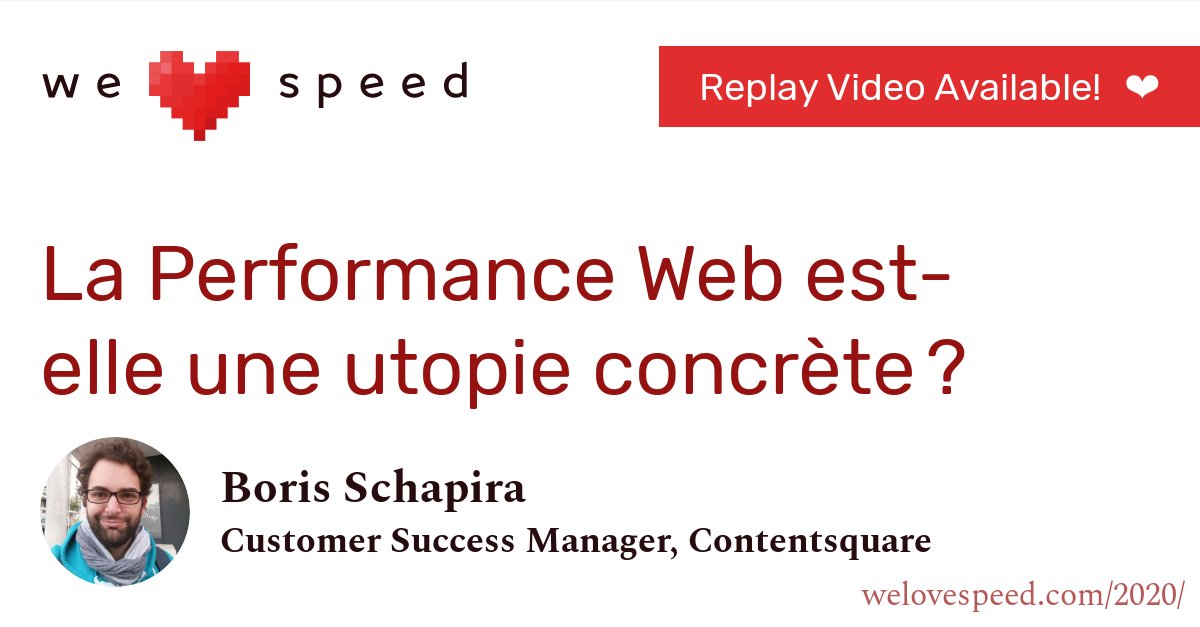 we ❤ speed
Replay Video Available! ❤
La Performance Web est-
elle une utopie concrète ?
Boris Schapira
Customer Success Manager, Contentsquare
welovespeed.com/2020/